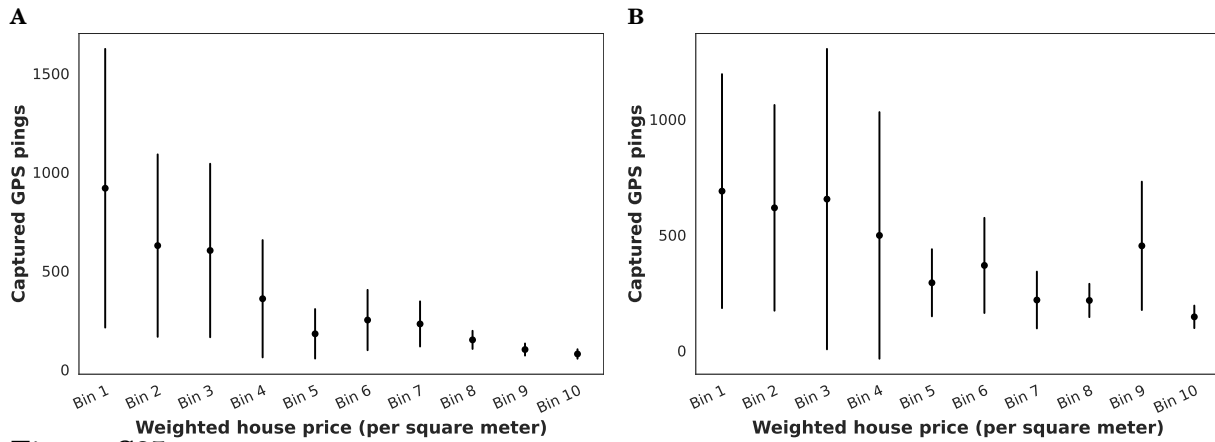 A
B
Captured GPS pings
1500
1000
500
0
Bin 1 Bin 2 Bin 3 Bin 4 Bin 5 Bin 6 Bin 7 Bin 8 Bin 9 Bin 10
Weighted house price (per square meter)
Captured GPS pings
1000
500
0
Bin 1 Bin 2 Bin 3 Bin 4 Bin 5 Bin 6 Bin 7 Bin 8 Bin 9 Bin 10
Weighted house price (per square meter)